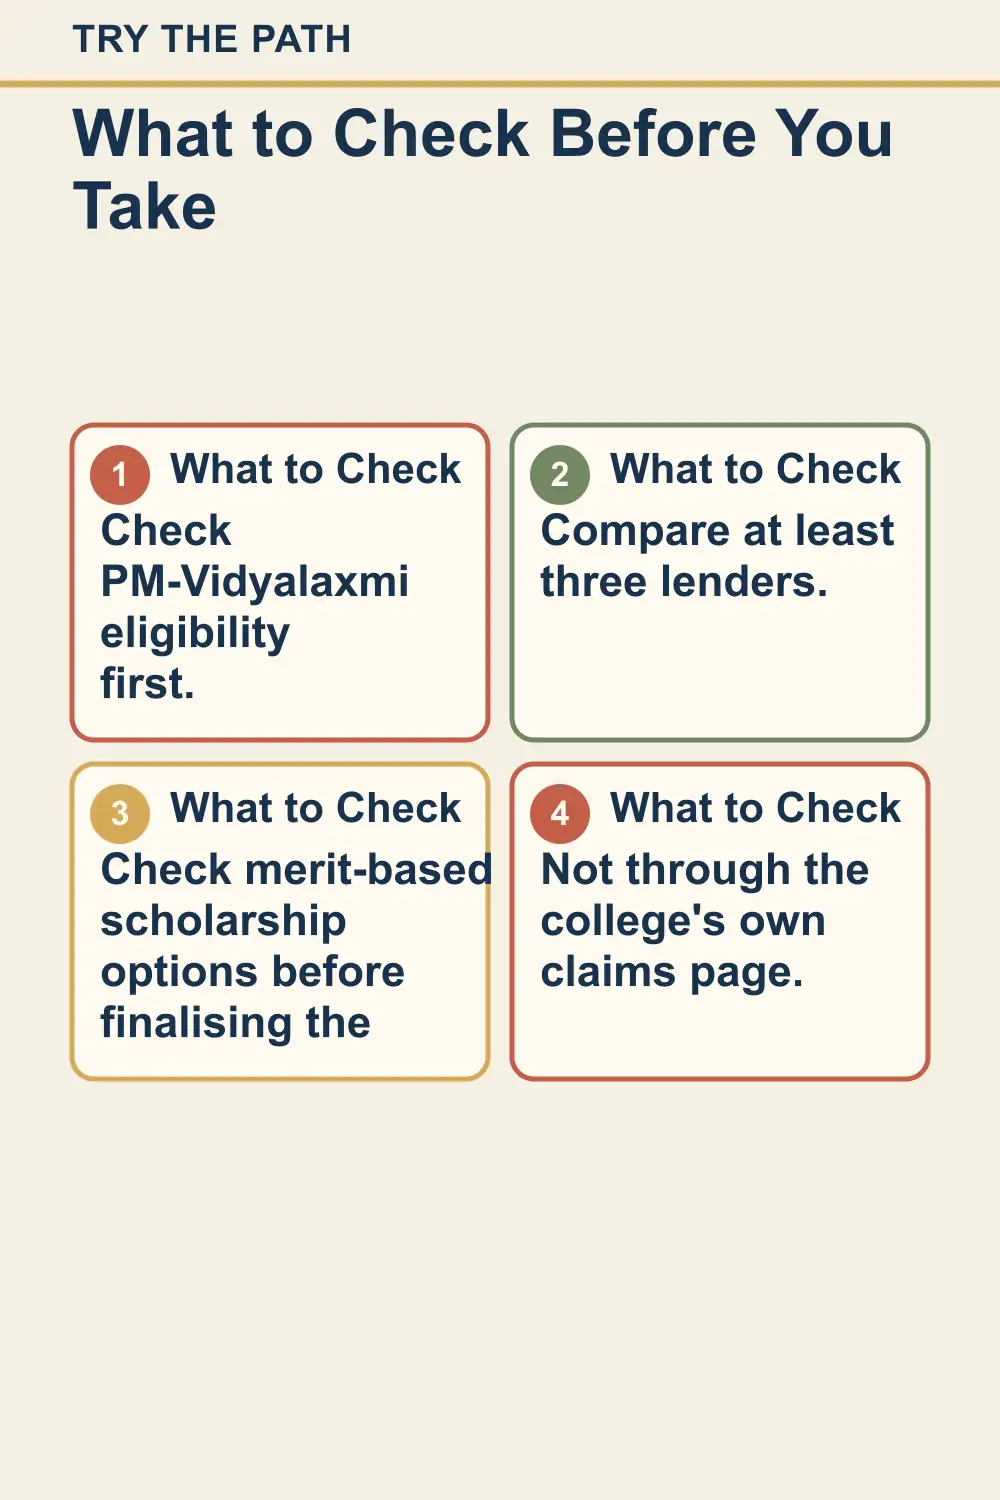 TRY THE PATH
What to Check Before You
Take
1 What to Check
Check
PM-Vidyalaxmi
eligibility
first.
2 What to Check
Compare at least
three lenders.
3 What to Check
Check merit-based
scholarship
options before
finalising the
4 What to Check
Not through the
college's own
claims page.